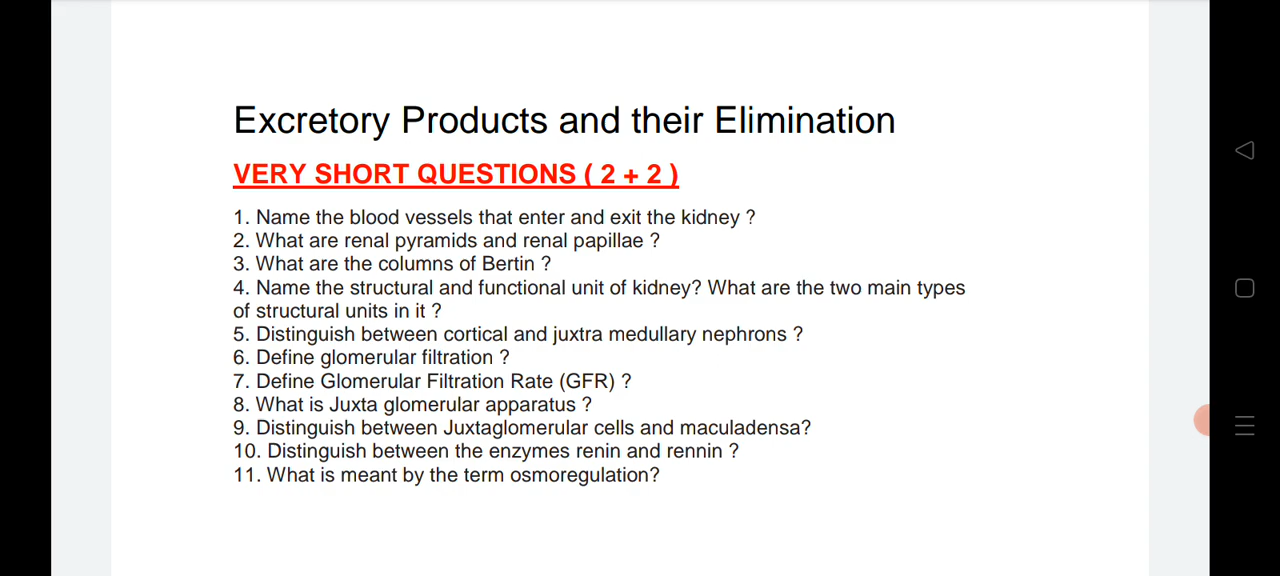 Excretory Products and their Elimination
VERY SHORT QUESTIONS ( 2 + 2 )
1. Name the blood vessels that enter and exit the kidney ?
2. What are renal pyramids and renal papillae ?
3. What are the columns of Bertin ?
4. Name the structural and functional unit of kidney? What are the two main types
of structural units in it ?
5. Distinguish between cortical and juxtra medullary nephrons ?
6. Define glomerular filtration ?
7. Define Glomerular Filtration Rate (GFR) ?
8. What is Juxta glomerular apparatus ?
9. Distinguish between Juxtaglomerular cells and maculadensa?
10. Distinguish between the enzymes renin and rennin ?
11. What is meant by the term osmoregulation?